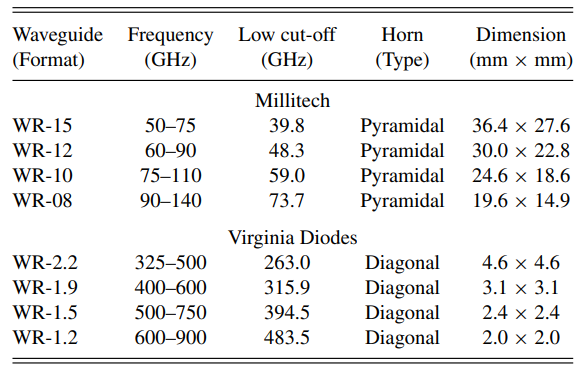 Waveguide Frequency Low cut-off Horn Dimension
(Format) (GHz) (GHz) (Type) (mm × mm)
Millitech
WR-15 50–75 39.8 Pyramidal 36.4 × 27.6
WR-12 60–90 48.3 Pyramidal 30.0 × 22.8
WR-10 75–110 59.0 Pyramidal 24.6 × 18.6
WR-08 90–140 73.7 Pyramidal 19.6 × 14.9
Virginia Diodes
WR-2.2 325–500 263.0 Diagonal 4.6 × 4.6
WR-1.9 400–600 315.9 Diagonal 3.1 × 3.1
WR-1.5 500–750 394.5 Diagonal 2.4 × 2.4
WR-1.2 600–900 483.5 Diagonal 2.0 × 2.0